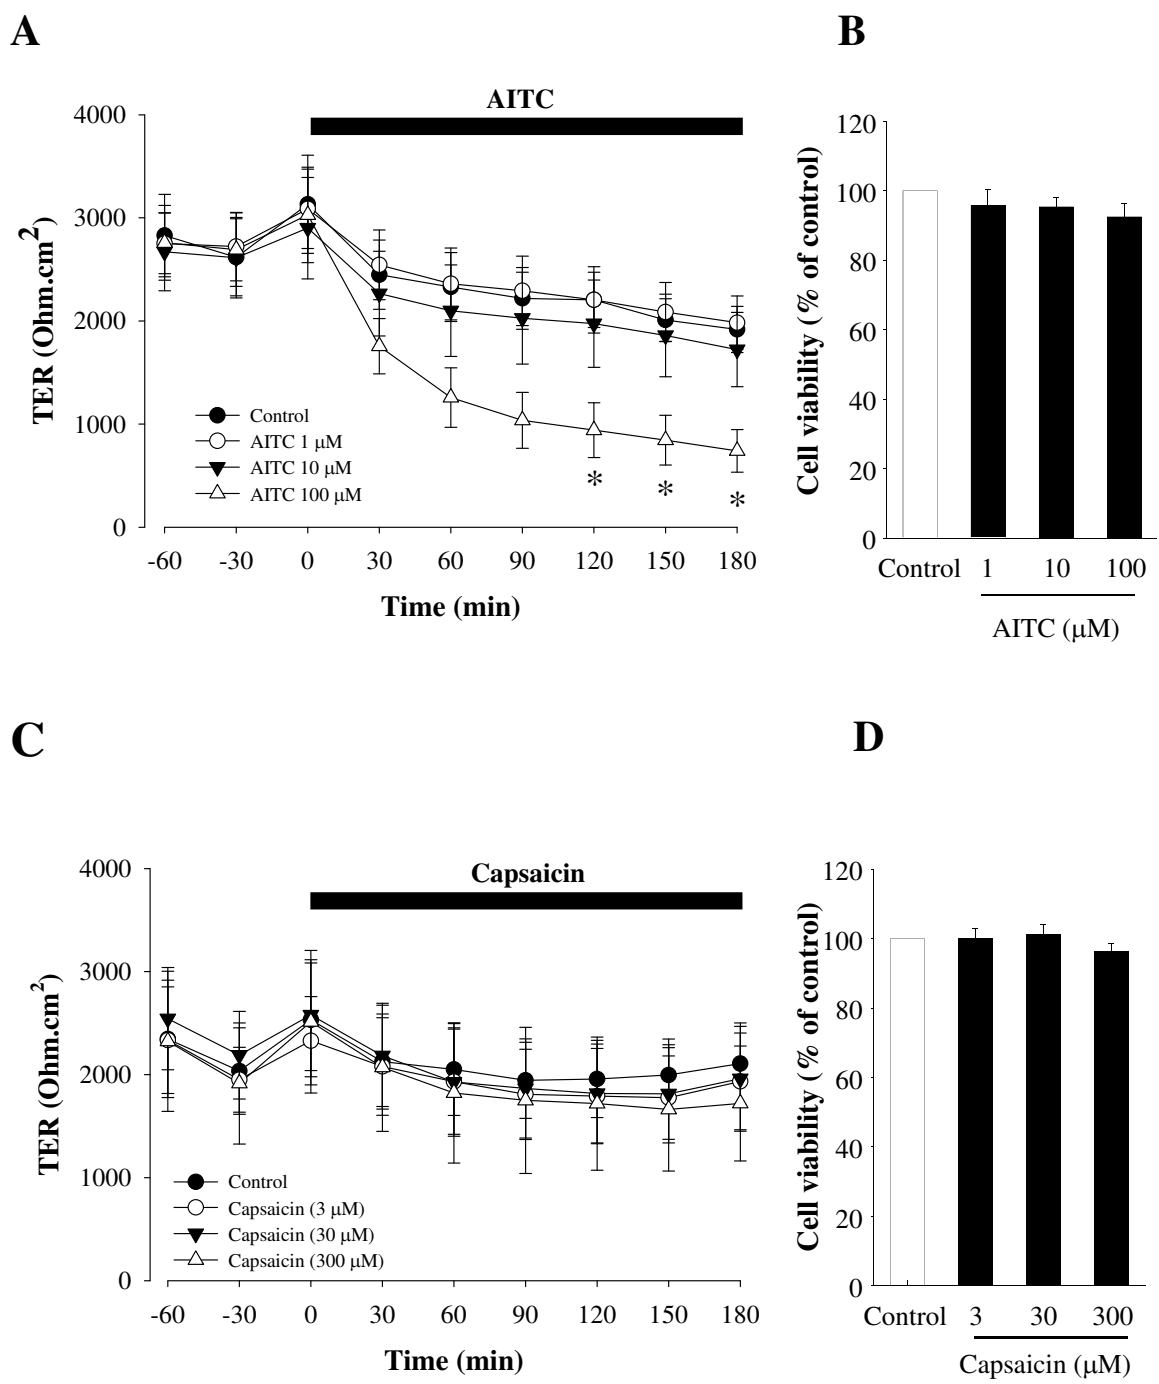 A
AITC
4000
3000
2000
1000
0
TER (Ohm.cm²)
Control
AITC 1 μM
AITC 10 μM
AITC 100 μM
* * *
-60 -30 0 30 60 90 120 150 180
Time (min)
B
120
100
80
60
40
20
0
Cell viability (% of control)
Control 1 10 100
AITC (μM)
C
Capsaicin
4000
3000
2000
1000
0
TER (Ohm.cm²)
Control
Capsaicin (3 μM)
Capsaicin (30 μM)
Capsaicin (300 μM)
-60 -30 0 30 60 90 120 150 180
Time (min)
D
120
100
80
60
40
20
0
Cell viability (% of control)
Control 3 30 300
Capsaicin (μM)